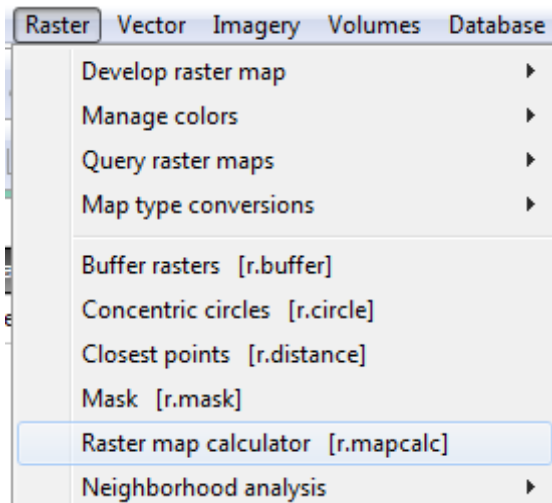 Raster Vector Imagery Volumes Database
Develop raster map
Manage colors
Query raster maps
Map type conversions
Buffer rasters [r.buffer]
Concentric circles [r.circle]
Closest points [r.distance]
Mask [r.mask]
Raster map calculator [r.mapcalc]
Neighborhood analysis